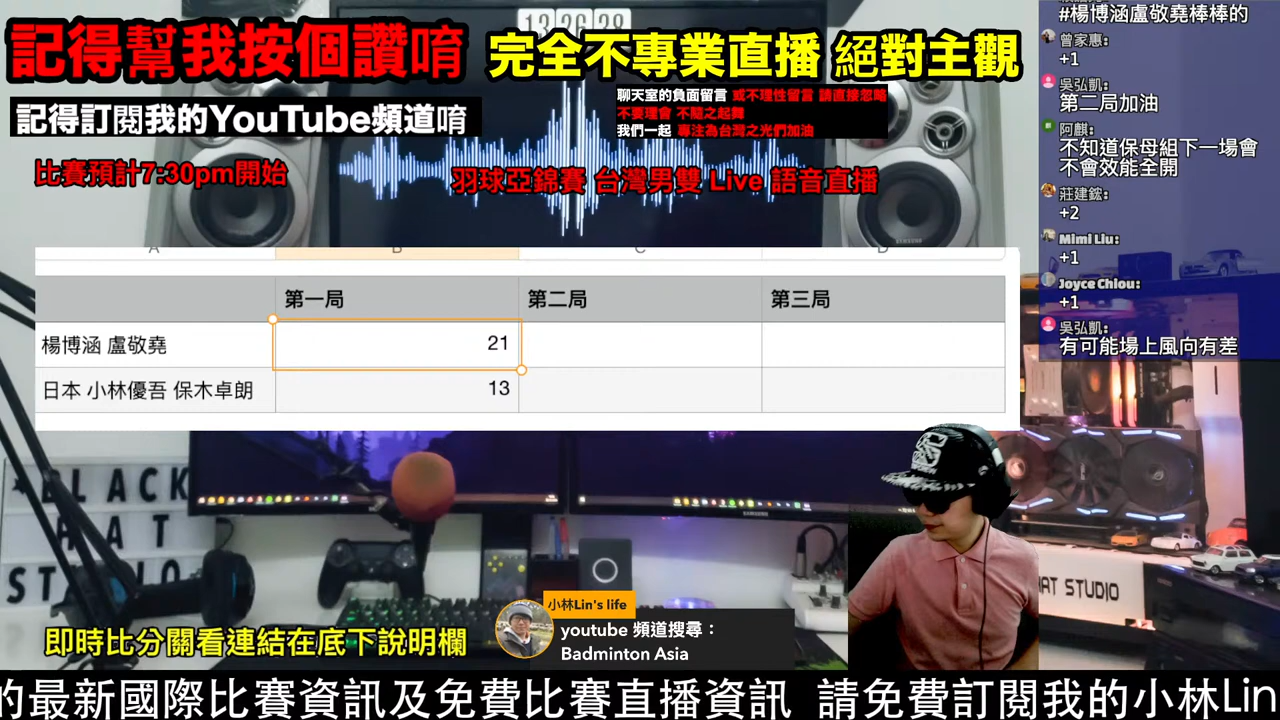 13 26 28
記得幫我按個讚唷
完全不專業直播 絕對主觀
記得訂閱我的YouTube頻道唷
聊天室的負面留言 或不理性留言 請直接忽略
不要理會 不隨之起舞
我們一起 專注為台灣之光們加油
比賽預計7:30pm開始
羽球亞錦賽 台灣男雙 Live 語音直播
#楊博涵盧敬堯棒棒的
曾家惠:
+1
吳弘凱:
第二局加油
阿麒:
不知道保母組下一場會
不會效能全開
莊建鋐:
+2
Mimi Liu:
+1
Joyce Chiou:
+1
吳弘凱:
有可能場上風向有差
A B C D
第一局 第二局 第三局
楊博涵 盧敬堯 21
日本 小林優吾 保木卓朗 13
BLACK
HAT
STUDIO
SAMSUNG
HAT STUDIO
小林Lin's life
youtube 頻道搜尋：
Badminton Asia
即時比分關看連結在底下說明欄
的最新國際比賽資訊及免費比賽直播資訊 請免費訂閱我的小林Lin